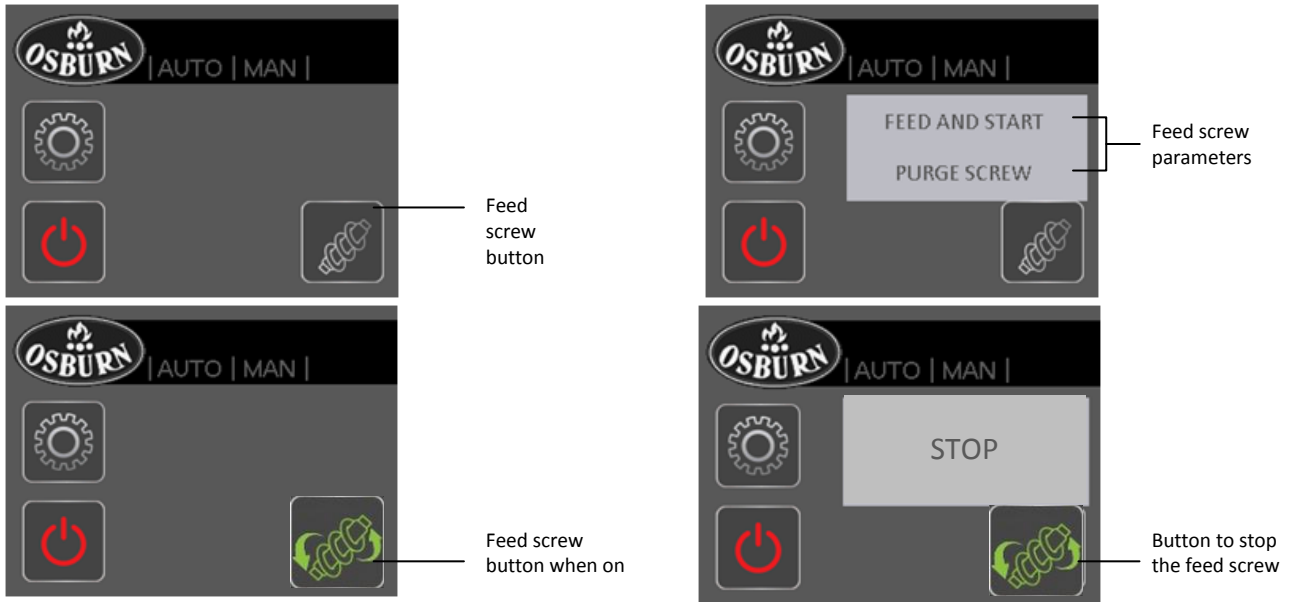 OSBURN
| AUTO | MAN |
Feed
screw
button
OSBURN
| AUTO | MAN |
FEED AND START
PURGE SCREW
Feed screw
parameters
OSBURN
| AUTO | MAN |
Feed screw
button when on
OSBURN
| AUTO | MAN |
STOP
Button to stop
the feed screw